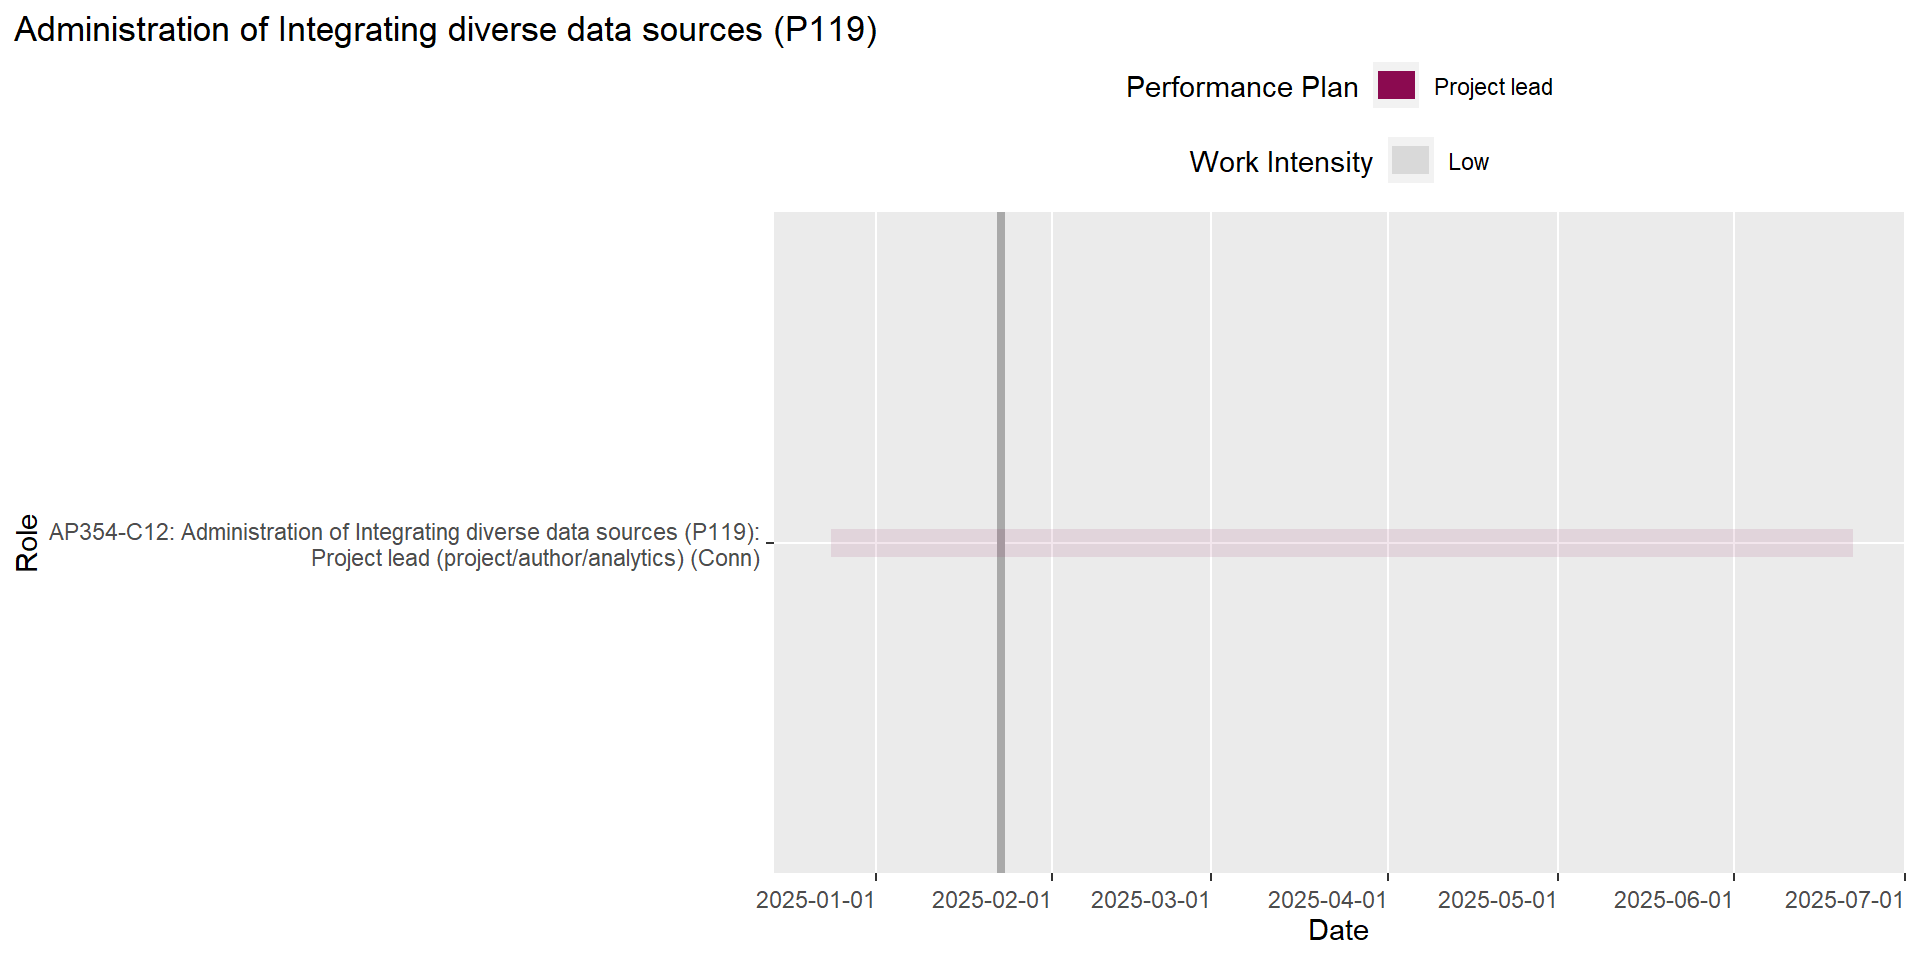 Administration of Integrating diverse data sources (P119)
Performance Plan
Project lead
Work Intensity
Low
Role
AP354-C12: Administration of Integrating diverse data sources (P119):
Project lead (project/author/analytics) (Conn)
2025-01-01
2025-02-01
2025-03-01
2025-04-01
2025-05-01
2025-06-01
2025-07-01
Date